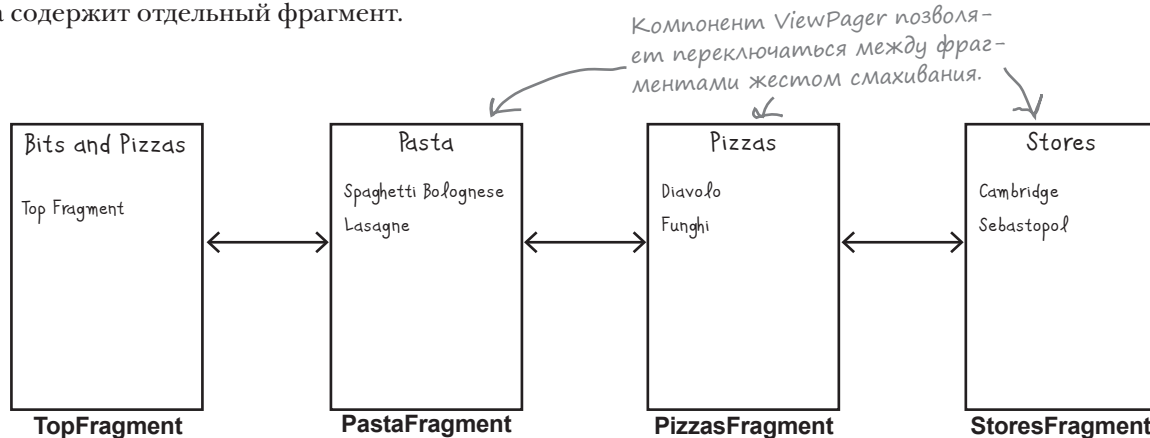 а содержит отдельный фрагмент.
Компонент ViewPager позволя-
ет переключаться между фраг-
ментами жестом смахивания.
Bits and Pizzas
Top Fragment
TopFragment
Pasta
Spaghetti Bolognese
Lasagne
PastaFragment
Pizzas
Diavolo
Funghi
PizzasFragment
Stores
Cambridge
Sebastopol
StoresFragment